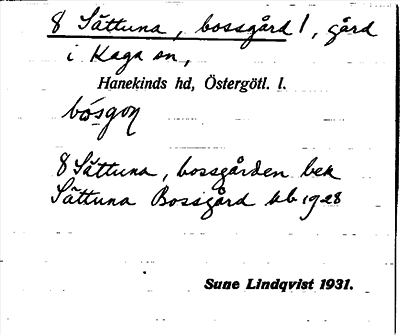 8 Sättuna, bossgård 1, gård
i Kaga sn,
Hanekinds hd, Östergötl. l.
bósgoɳ
8 Sättuna, bossgården bek
Sättuna Bossgård kb 1928
Sune Lindqvist 1931.